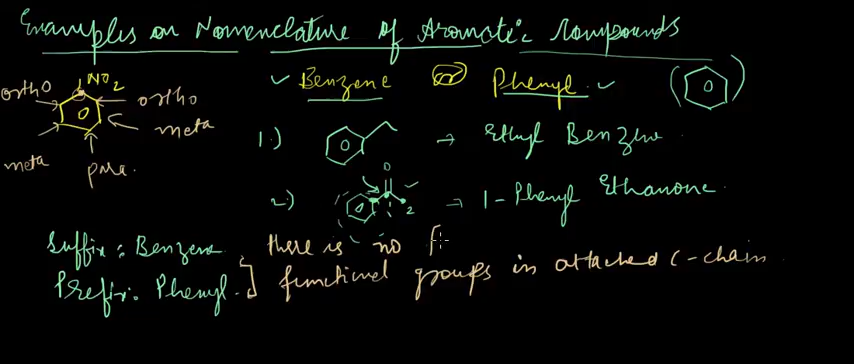 Examples on Nomenclature of Aromatic Compounds
NO2
ortho
ortho
meta
meta
para
✓ Benzene or Phenyl ✓
1.) → Ethyl Benzene
O
2
2.) → 1-Phenyl Ethanone
Suffix: Benzene there is no f
Prefix: Phenyl. functional groups in attached C-chain